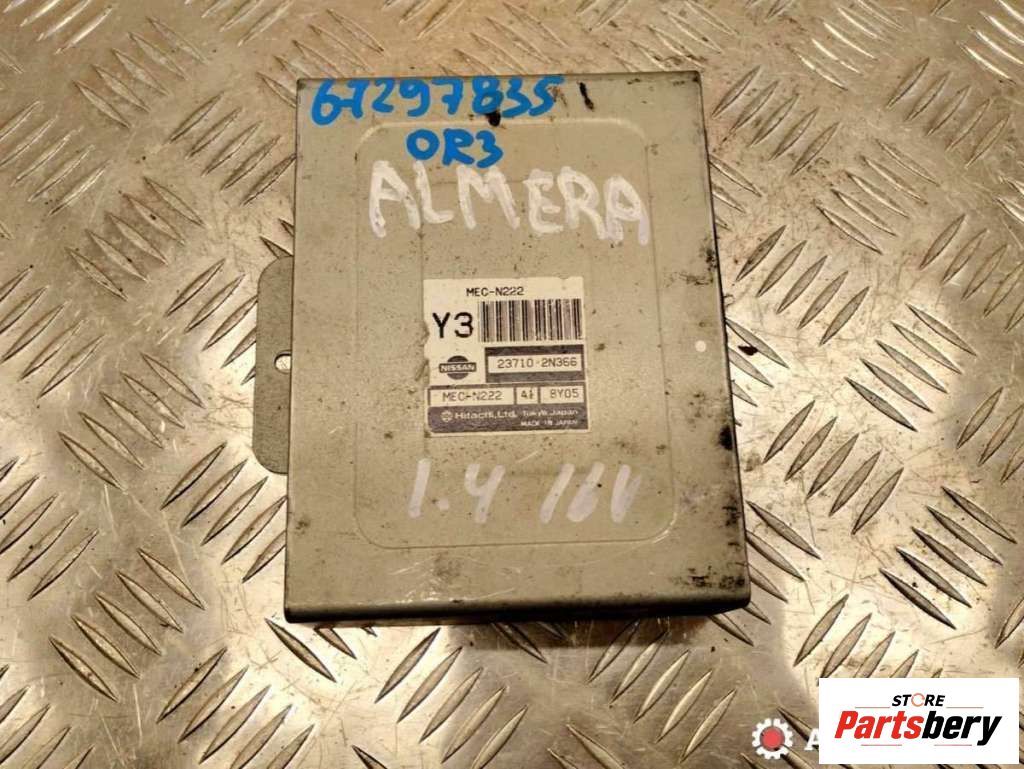 67297835
OR3
ALMERA
MEC-N222
Y3
NISSAN
23710-2N366
MEC-N222
8Y05
Hitachi, Ltd. Tokyo Japan
MADE IN JAPAN
1.4 16V
STORE
Partsbery
A